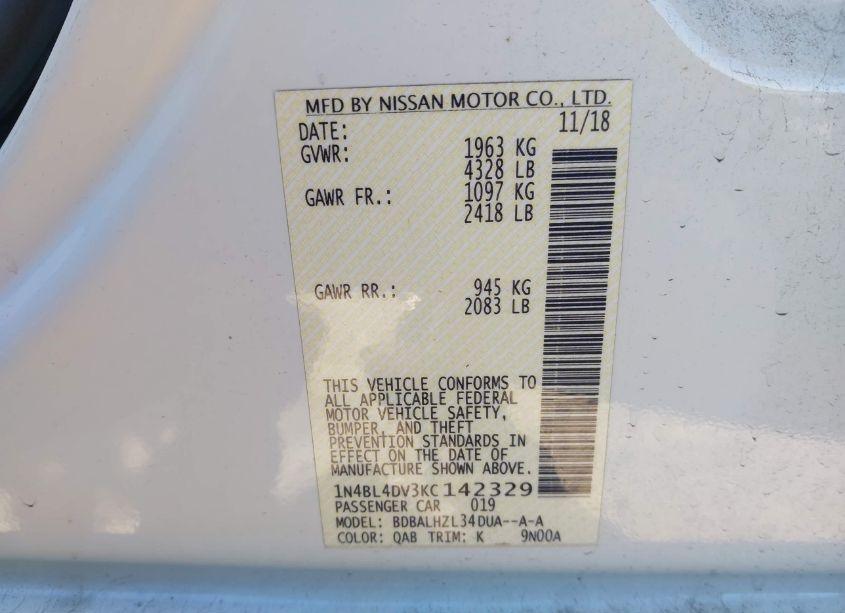 MFD BY NISSAN MOTOR CO., LTD.
DATE: 11/18
GVWR: 1963 KG
4328 LB
GAWR FR.: 1097 KG
2418 LB
GAWR RR.: 945 KG
2083 LB
THIS VEHICLE CONFORMS TO
ALL APPLICABLE FEDERAL
MOTOR VEHICLE SAFETY,
BUMPER, AND THEFT
PREVENTION STANDARDS IN
EFFECT ON THE DATE OF
MANUFACTURE SHOWN ABOVE.
1N4BL4DV3KC142329
PASSENGER CAR 019
MODEL: BDBALHZL34DUA--A-A
COLOR: QAB TRIM: K 9N00A